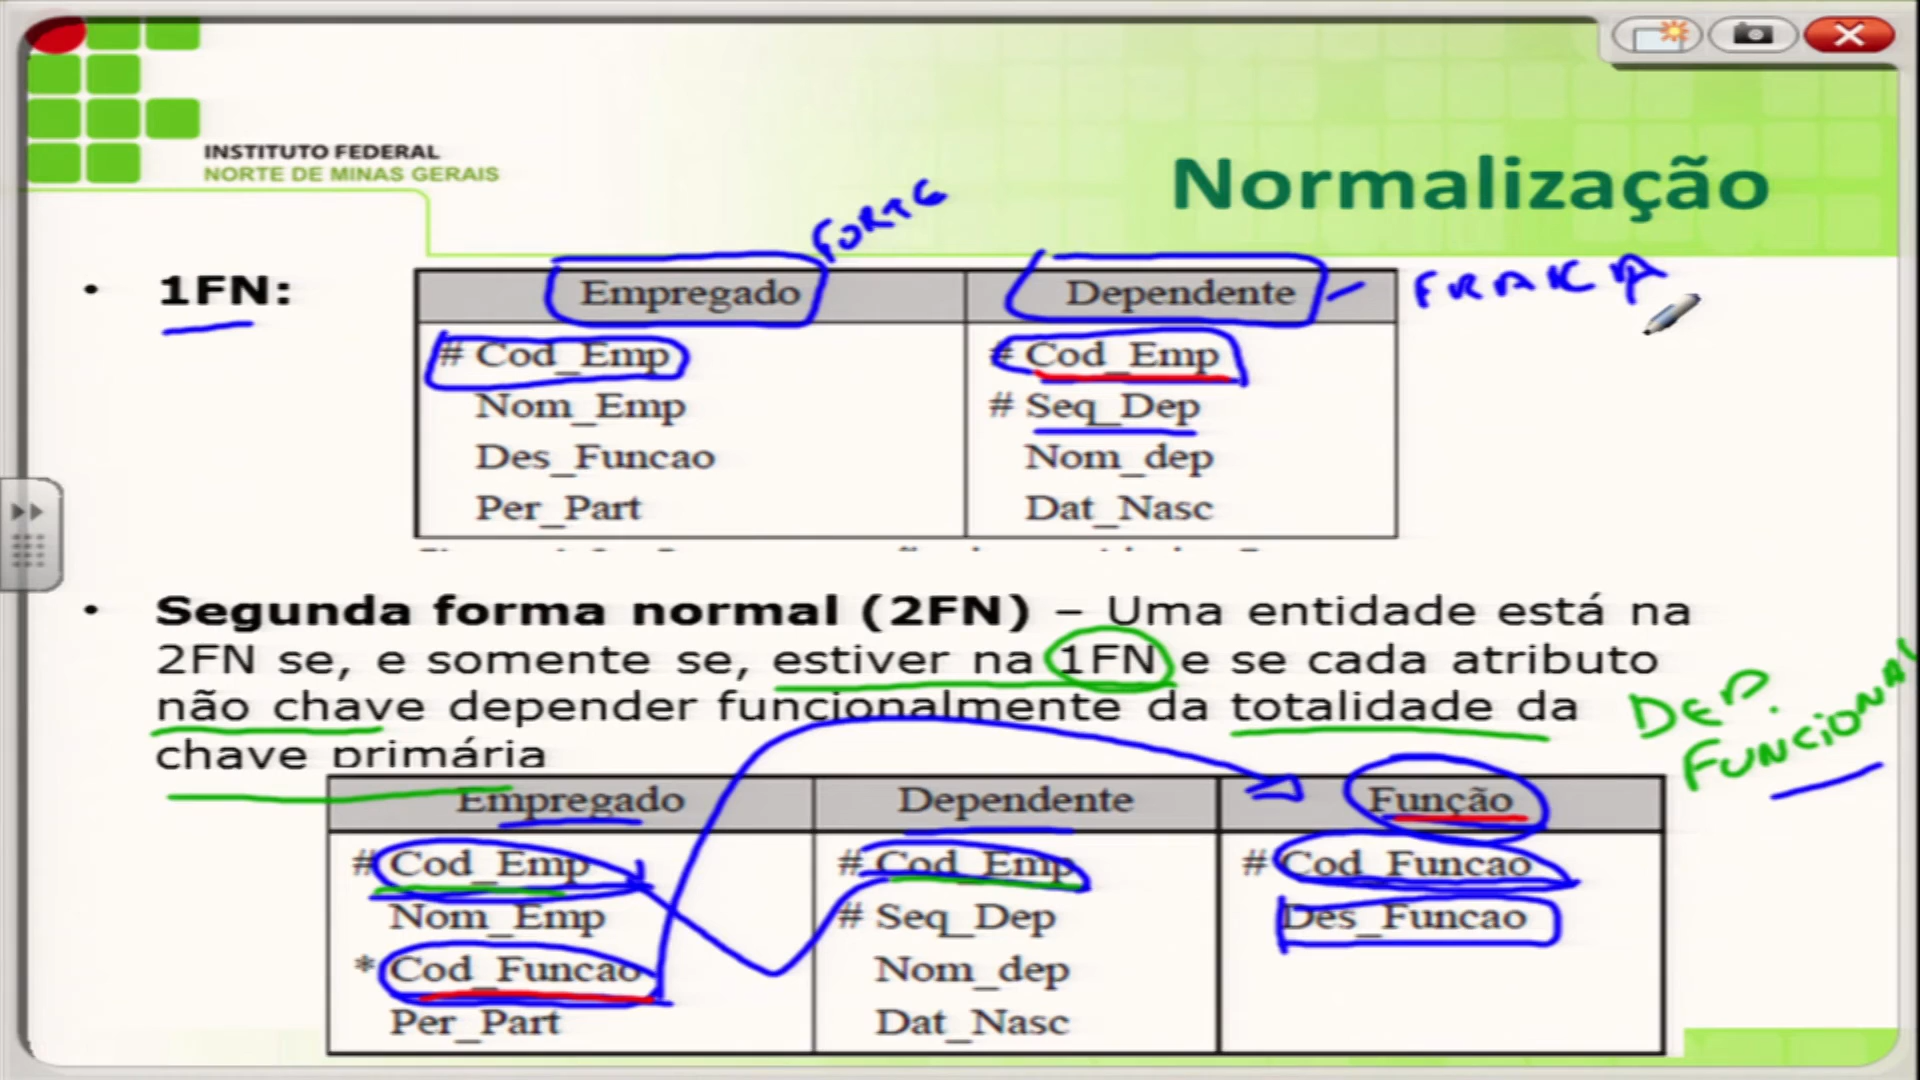 INSTITUTO FEDERAL
NORTE DE MINAS GERAIS
Normalização
FORTE
• 1FN:
Empregado Dependente
FRAKCA
# Cod_Emp # Cod_Emp
Nom_Emp # Seq_Dep
Des_Funcao Nom_dep
Per_Part Dat_Nasc
• Segunda forma normal (2FN) – Uma entidade está na
2FN se, e somente se, estiver na 1FN e se cada atributo
não chave depender funcionalmente da totalidade da
chave primária
DEP.
FUNCIONAL
Empregado Dependente Função
# Cod_Emp # Cod_Emp # Cod_Funcao
Nom_Emp # Seq_Dep Des_Funcao
* Cod_Funcao Nom_dep
Per_Part Dat_Nasc